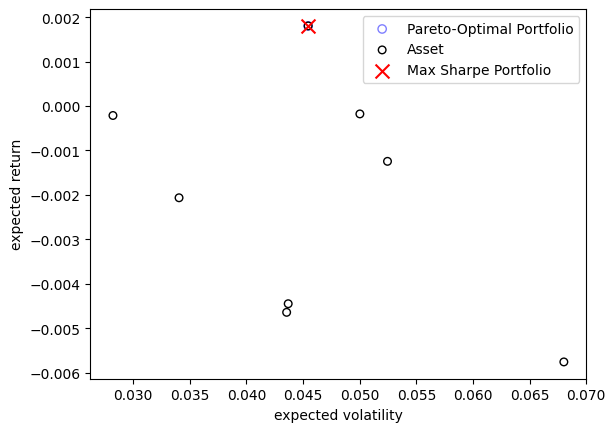 0.002
0.001
0.000
−0.001
−0.002
−0.003
−0.004
−0.005
−0.006
expected return
Pareto-Optimal Portfolio
Asset
Max Sharpe Portfolio
0.030 0.035 0.040 0.045 0.050 0.055 0.060 0.065 0.070
expected volatility